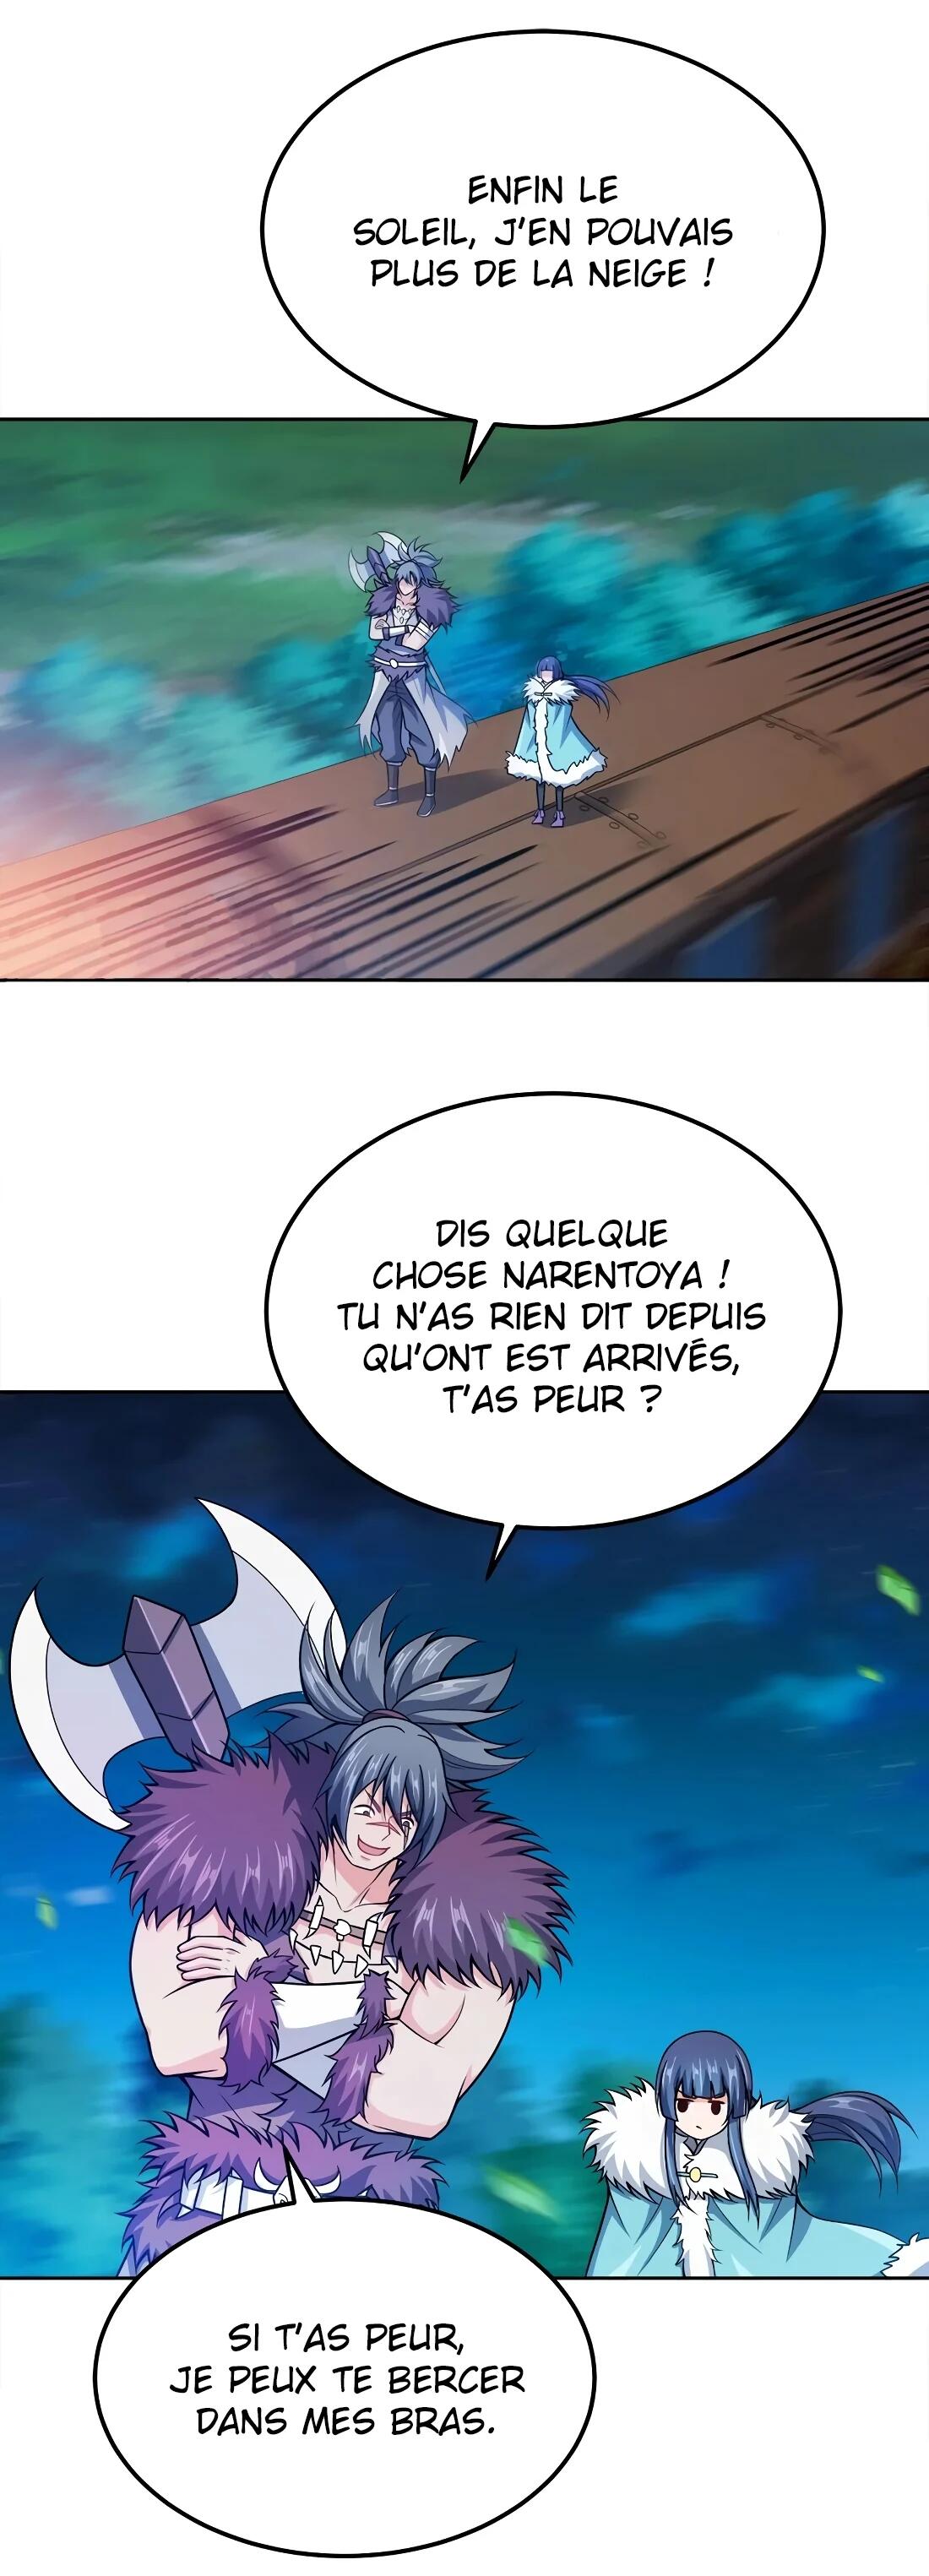 ENFIN LE
SOLEIL, J'EN POUVAIS
PLUS DE LA NEIGE !
DIS QUELQUE
CHOSE NARENTOYA !
TU N'AS RIEN DIT DEPUIS
QU'ONT EST ARRIVÉS,
T'AS PEUR ?
SI T'AS PEUR,
JE PEUX TE BERCER
DANS MES BRAS.